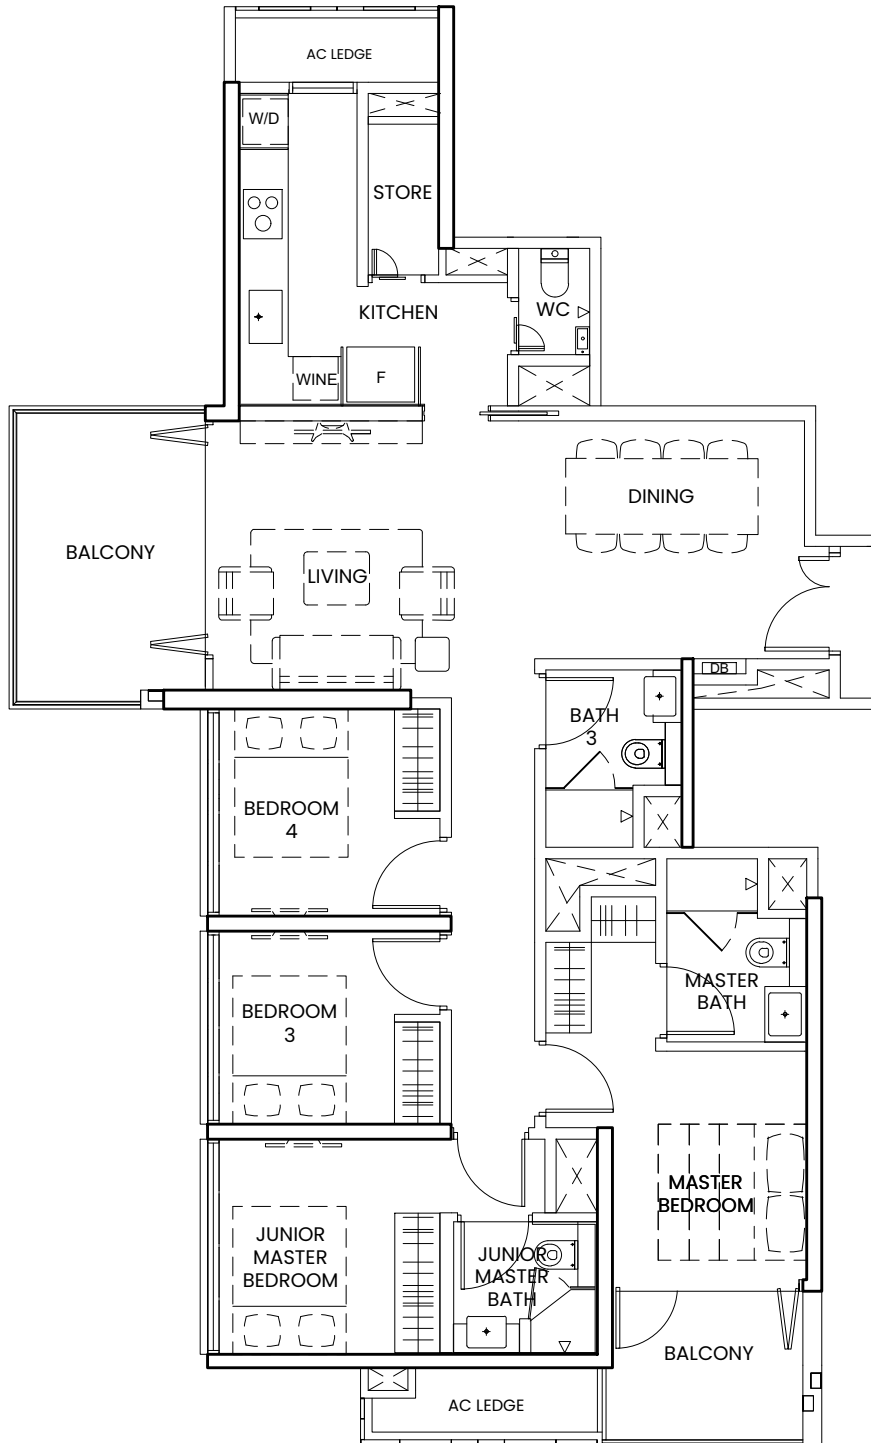 AC LEDGE
W/D
STORE
KITCHEN
WC
WINE
F
DINING
BALCONY
LIVING
DB
BATH
3
BEDROOM
4
MASTER
BATH
BEDROOM
3
MASTER
BEDROOM
JUNIOR
MASTER
BEDROOM
JUNIOR
MASTER
BATH
BALCONY
AC LEDGE